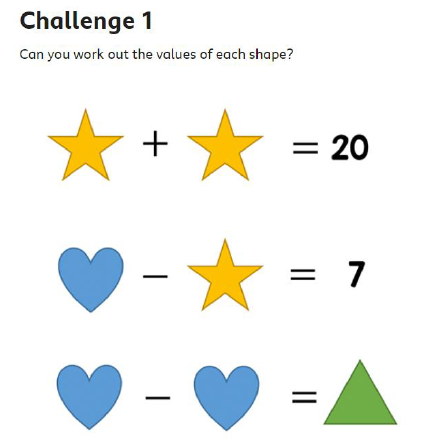 Challenge 1
Can you work out the values of each shape?
+ = 20
− = 7
− =